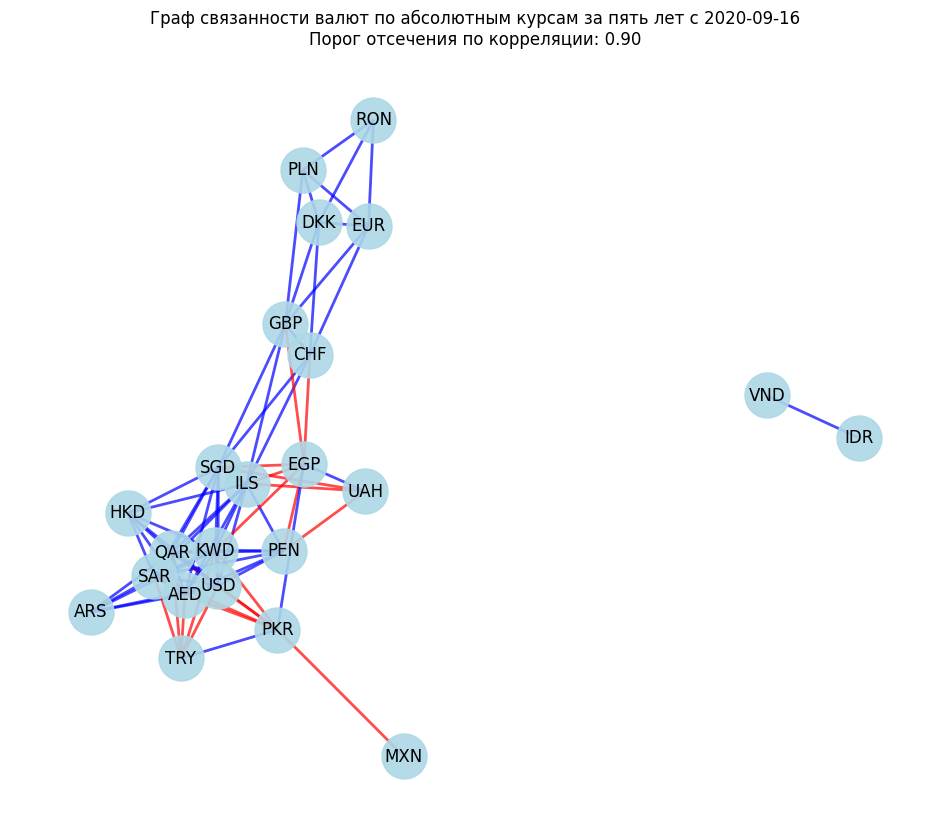 Граф связанности валют по абсолютным курсам за пять лет с 2020-09-16
Порог отсечения по корреляции: 0.90
RON
PLN
DKK
EUR
GBP
CHF
VND
IDR
SGD
EGP
ILS
UAH
HKD
QAR
KWD
PEN
SAR
USD
AED
ARS
PKR
TRY
MXN